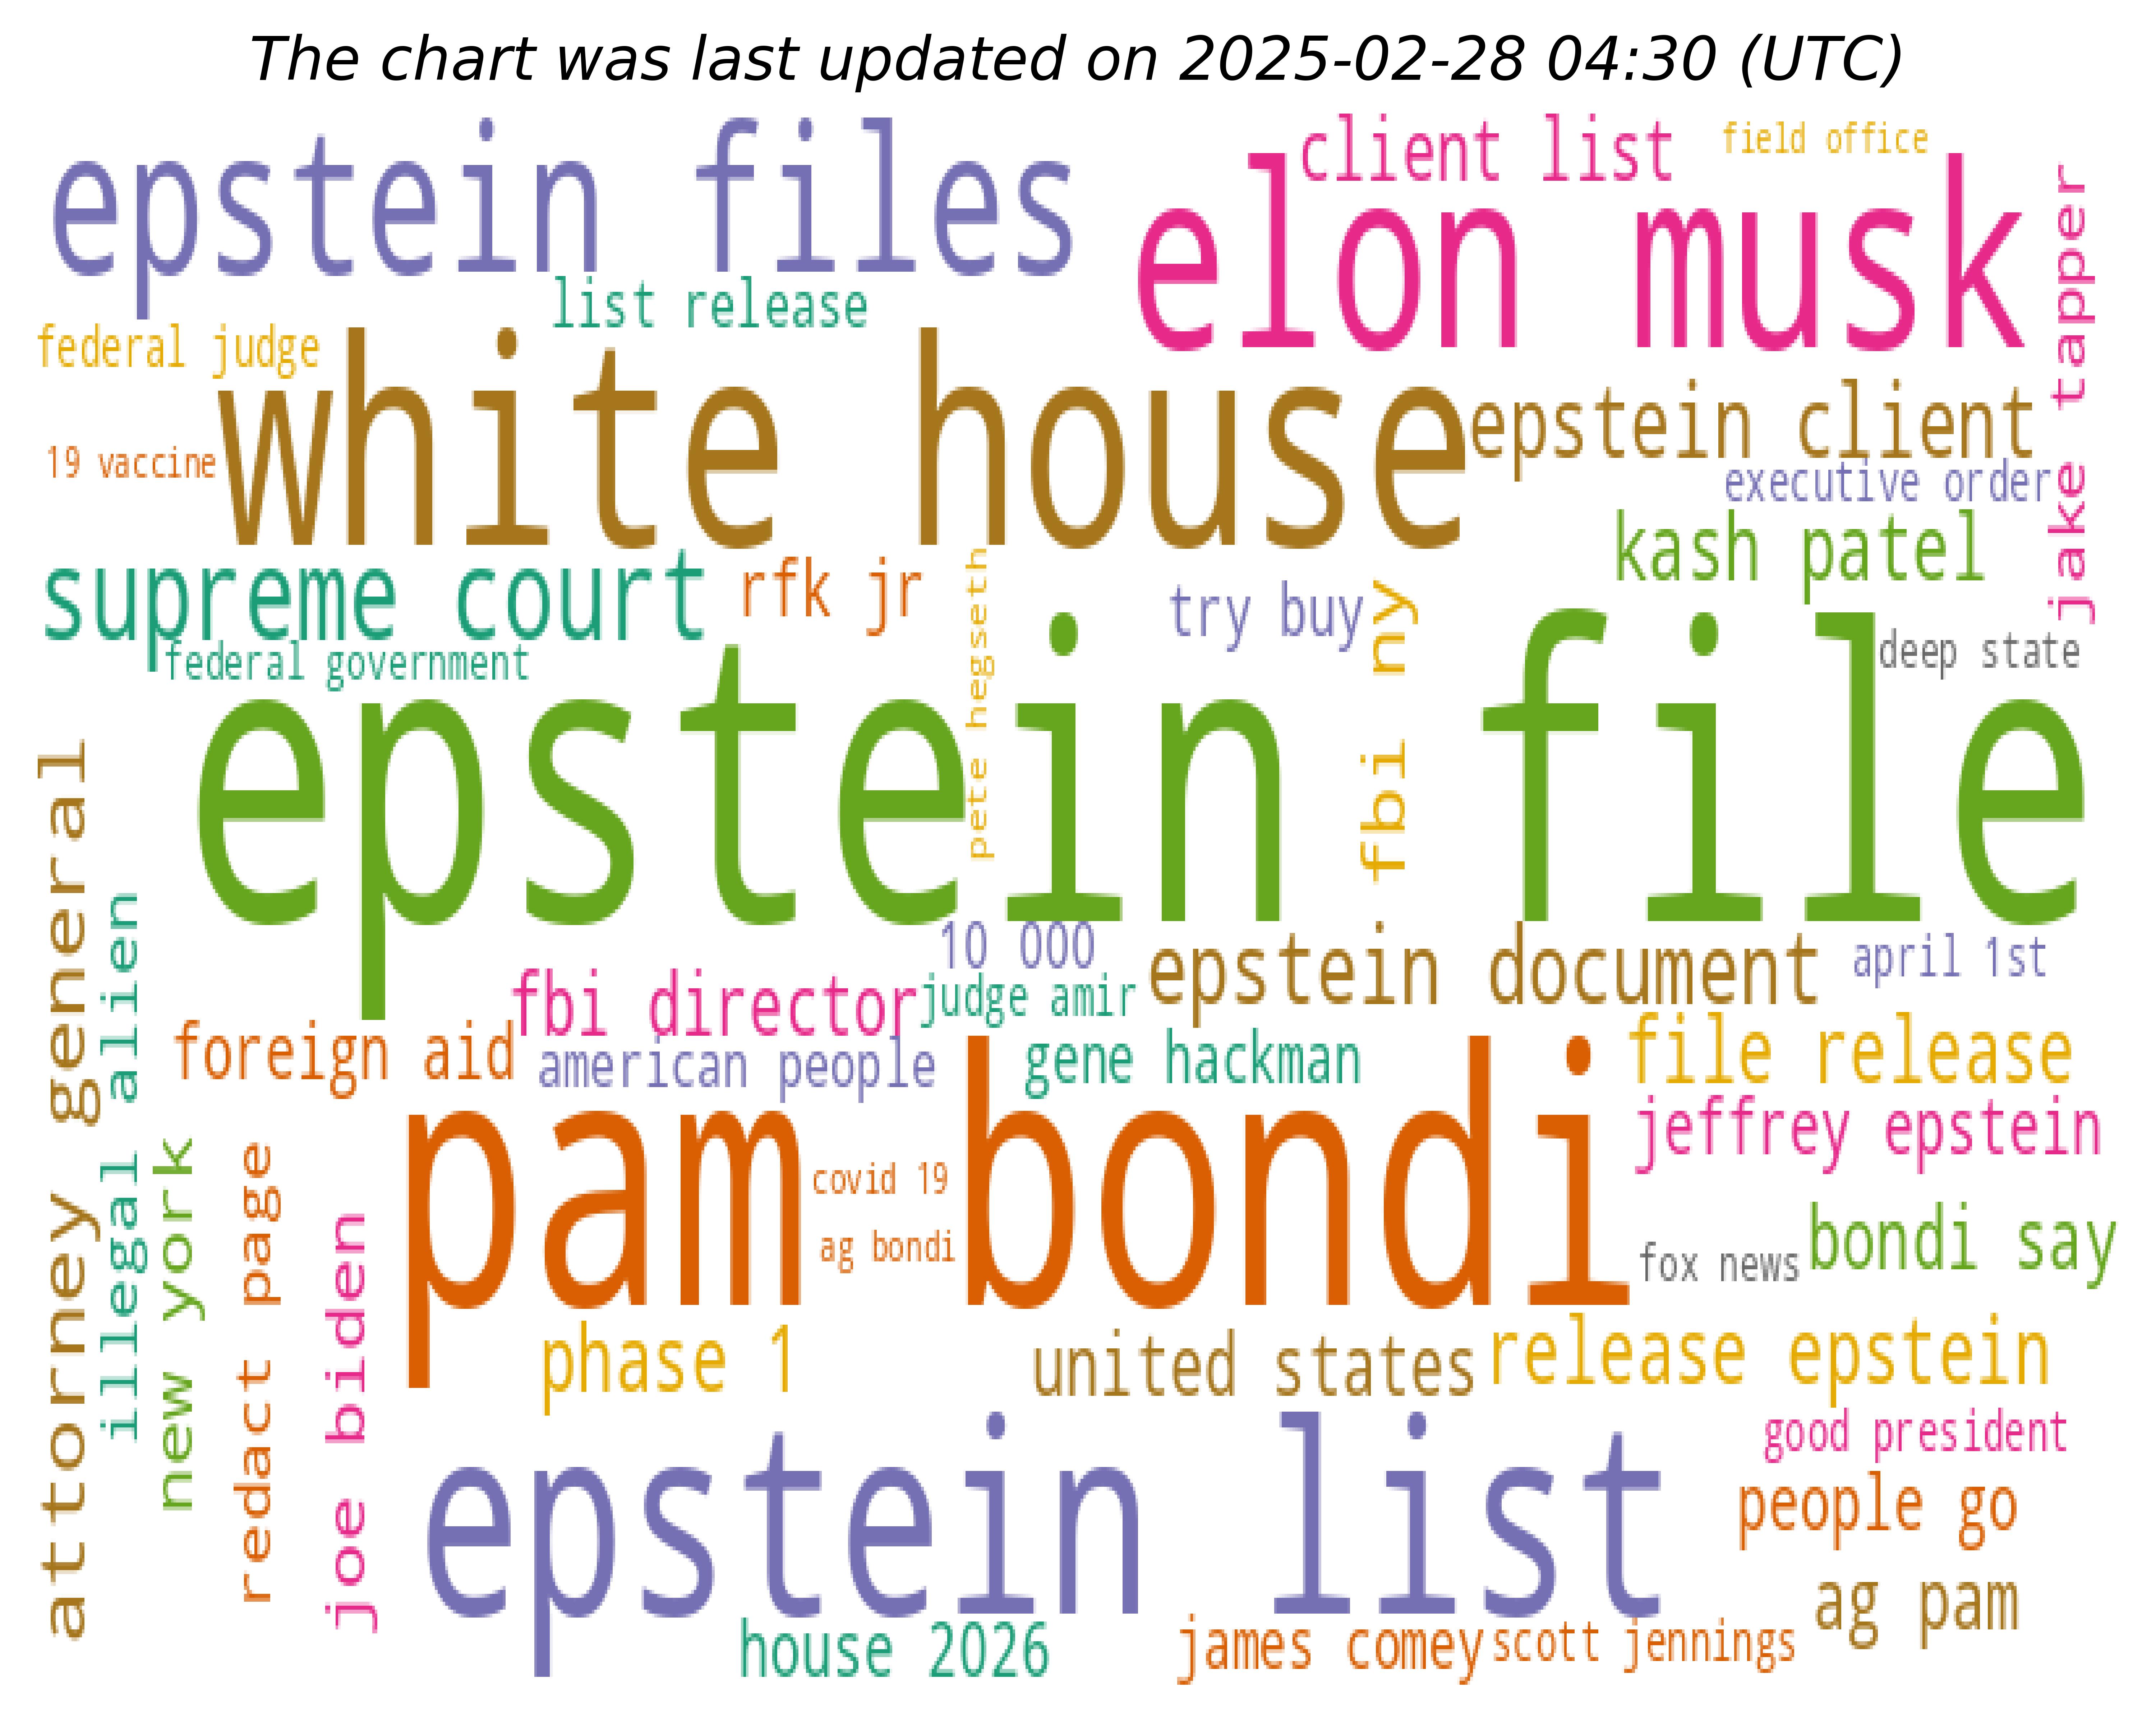 The chart was last updated on 2025-02-28 04:30 (UTC)
epstein files
client list
field office
elon musk
jake tapper
list release
federal judge
white house
epstein client
19 vaccine
executive order
kash patel
supreme court
rfk jr
pete hegseth
try buy
fbi ny
deep state
federal government
epstein file
attorney general
illegal alien
10 000
epstein document
april 1st
fbi director
judge amir
foreign aid
american people
gene hackman
file release
pam bondi
jeffrey epstein
new york
redact page
covid 19
joe biden
ag bondi
fox news
bondi say
phase 1
united states
release epstein
epstein list
good president
people go
ag pam
house 2026
james comey
scott jennings